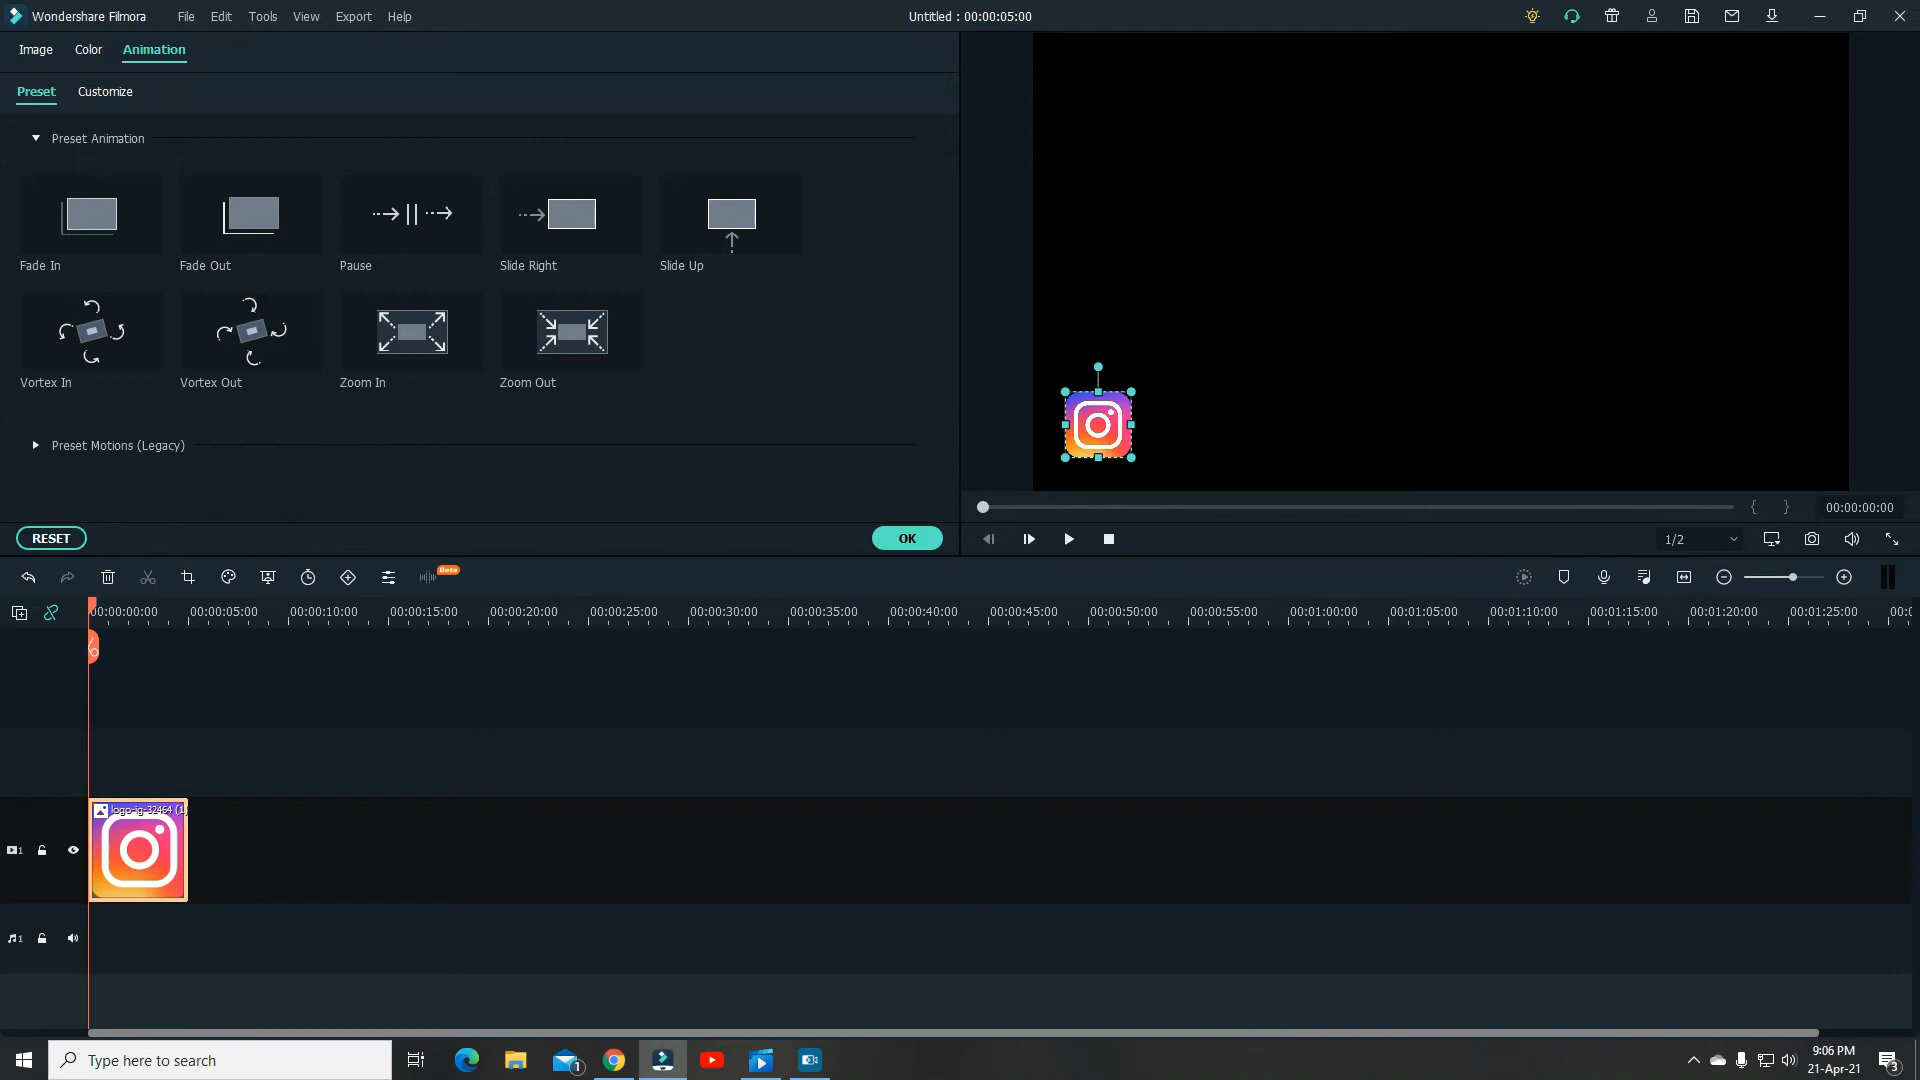 Wondershare Filmora File Edit Tools View Export Help Untitled : 00:00:05:00
Image Color Animation
Preset Customize
Preset Animation
Fade In Fade Out Pause Slide Right Slide Up
Vortex In Vortex Out Zoom In Zoom Out
Preset Motions (Legacy)
00:00:00:00
RESET OK 1/2
Beta
00:00:00:00 00:00:05:00 00:00:10:00 00:00:15:00 00:00:20:00 00:00:25:00 00:00:30:00 00:00:35:00 00:00:40:00 00:00:45:00 00:00:50:00 00:00:55:00 00:01:00:00 00:01:05:00 00:01:10:00 00:01:15:00 00:01:20:00 00:01:25:00 00:0
logo-ig-32464 (1)
1
1
Type here to search
1
9:06 PM
21-Apr-21
3